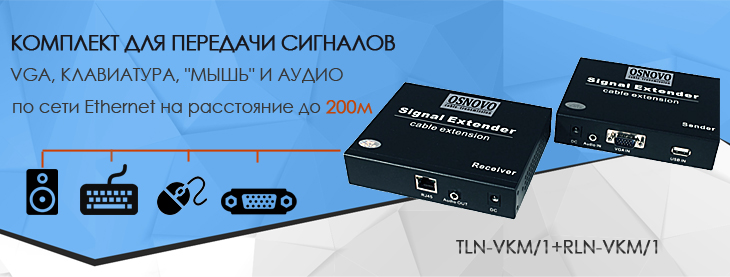 КОМПЛЕКТ ДЛЯ ПЕРЕДАЧИ СИГНАЛОВ
VGA, КЛАВИАТУРА, "МЫШЬ" И АУДИО
по сети Ethernet на расстояние до 200м
OSNOVO
Signal Extender
cable extension
Receiver
RJ45
Audio OUT
DC
OSNOVO
Signal Extender
cable extension
Sender
DC
Audio IN
VGA IN
USB IN
TLN-VKM/1+RLN-VKM/1